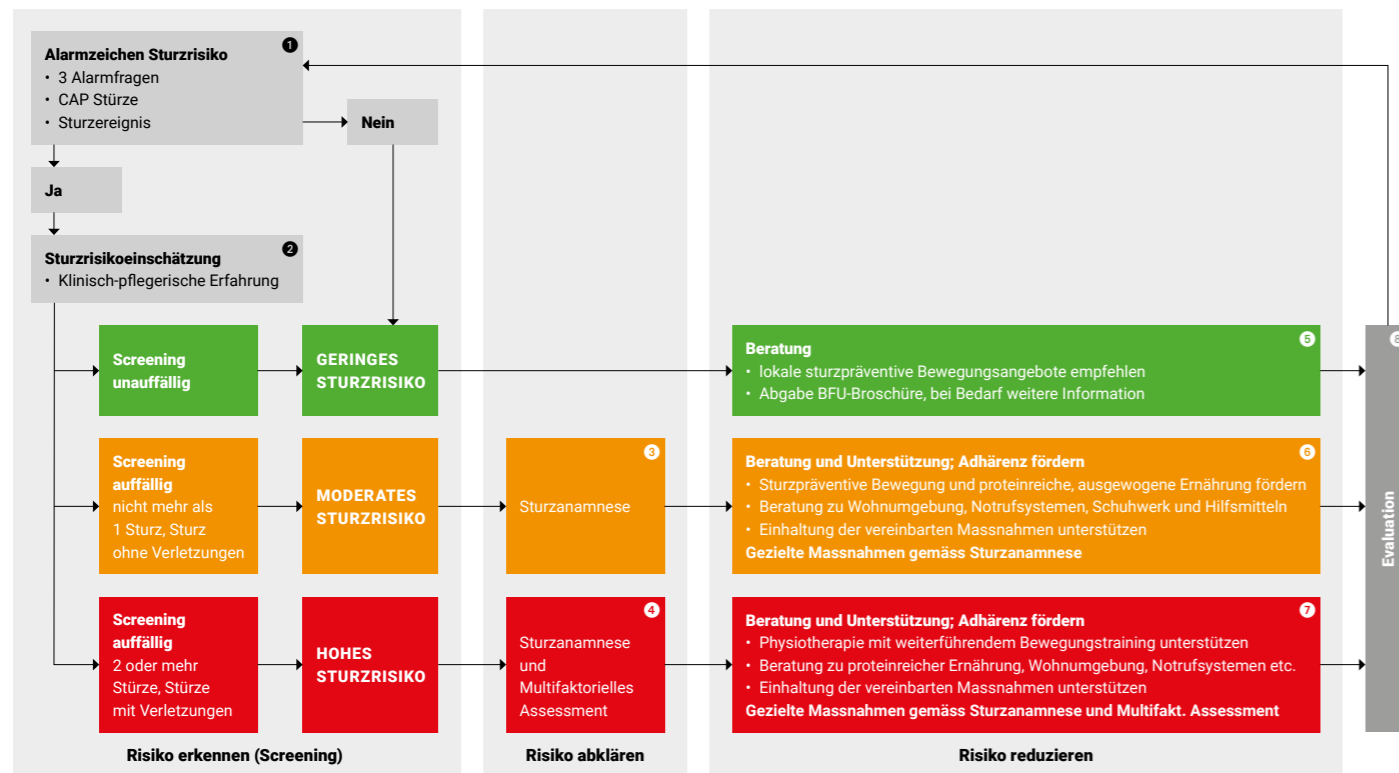 Alarmzeichen Sturzrisiko
1
• 3 Alarmfragen
• CAP Stürze
• Sturzereignis
Nein
Ja
Sturzrisikoeinschätzung
2
• Klinisch-pflegerische Erfahrung
Screening
unauffällig
GERINGES
STURZRISIKO
Beratung
5
• lokale sturzpräventive Bewegungsangebote empfehlen
• Abgabe BFU-Broschüre, bei Bedarf weitere Information
Screening
auffällig
nicht mehr als
1 Sturz, Sturz
ohne Verletzungen
MODERATES
STURZRISIKO
3
Sturzanamnese
Beratung und Unterstützung; Adhärenz fördern
6
• Sturzpräventive Bewegung und proteinreiche, ausgewogene Ernährung fördern
• Beratung zu Wohnumgebung, Notrufsystemen, Schuhwerk und Hilfsmitteln
• Einhaltung der vereinbarten Massnahmen unterstützen
Gezielte Massnahmen gemäss Sturzanamnese
Screening
auffällig
2 oder mehr
Stürze, Stürze
mit Verletzungen
HOHES
STURZRISIKO
4
Sturzanamnese
und
Multifaktorielles
Assessment
Beratung und Unterstützung; Adhärenz fördern
7
• Physiotherapie mit weiterführendem Bewegungstraining unterstützen
• Beratung zu proteinreicher Ernährung, Wohnumgebung, Notrufsystemen etc.
• Einhaltung der vereinbarten Massnahmen unterstützen
Gezielte Massnahmen gemäss Sturzanamnese und Multifakt. Assessment
8
Evaluation
Risiko erkennen (Screening)
Risiko abklären
Risiko reduzieren